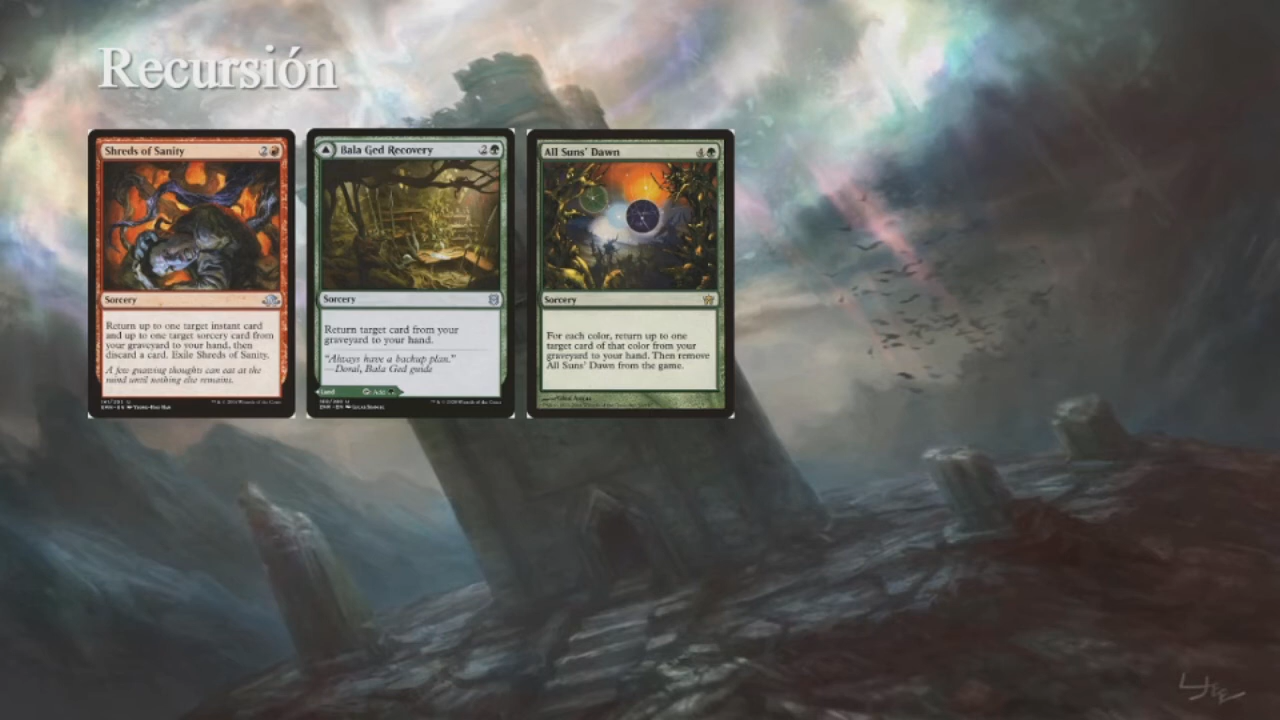 Recursión
Shreds of Sanity 2
Sorcery
Return up to one target instant card
and up to one target sorcery card from
your graveyard to your hand, then
discard a card. Exile Shreds of Sanity.
A few gnawing thoughts can eat at the
mind until nothing else remains.
Bala Ged Recovery 2
Sorcery
Return target card from your
graveyard to your hand.
"Always have a backup plan."
—Doral, Bala Ged guide
Land
Add
All Suns' Dawn 4
Sorcery
For each color, return up to one
target card of that color from your
graveyard to your hand. Then remove
All Suns' Dawn from the game.